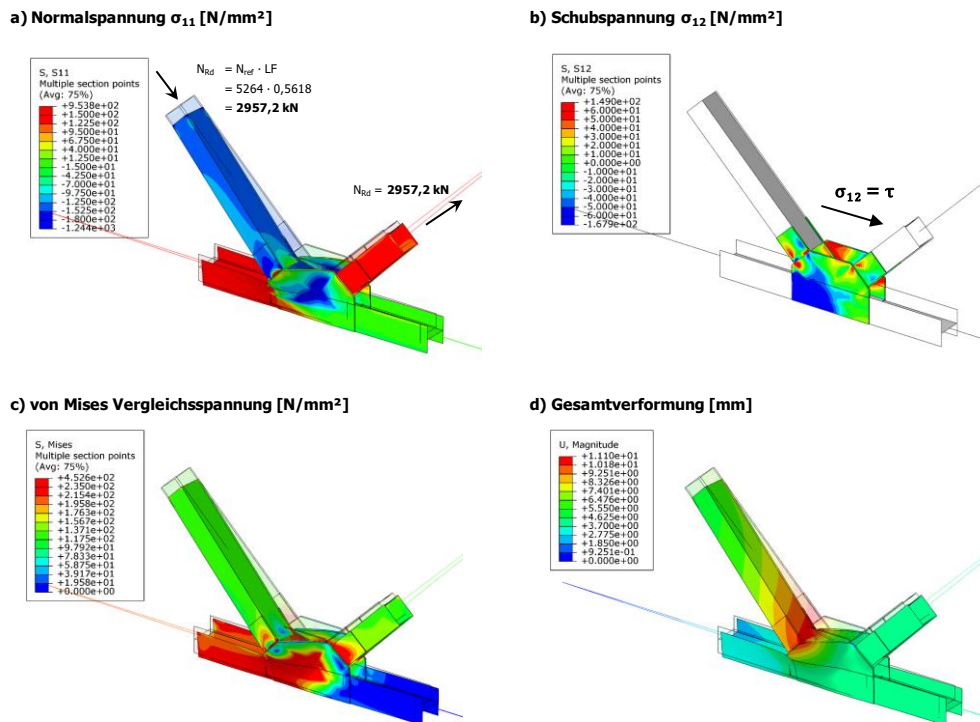 a) Normalspannung σ11 [N/mm²]
b) Schubspannung σ12 [N/mm²]
S, S11
Multiple section points
(Avg: 75%)
+9.538e+02
+1.500e+02
+1.225e+02
+9.500e+01
+6.750e+01
+4.000e+01
+1.250e+01
-1.500e+01
-4.250e+01
-7.000e+01
-9.750e+01
-1.250e+02
-1.525e+02
-1.800e+02
-1.244e+03
NRd = Nref · LF
= 5264 · 0,5618
= 2957,2 kN
NRd = 2957,2 kN
S, S12
Multiple section points
(Avg: 75%)
+1.490e+02
+6.000e+01
+5.000e+01
+4.000e+01
+3.000e+01
+2.000e+01
+1.000e+01
+0.000e+00
-1.000e+01
-2.000e+01
-3.000e+01
-4.000e+01
-5.000e+01
-6.000e+01
-1.679e+02
σ12 = τ
c) von Mises Vergleichsspannung [N/mm²]
d) Gesamtverformung [mm]
S, Mises
Multiple section points
(Avg: 75%)
+4.526e+02
+2.350e+02
+2.154e+02
+1.958e+02
+1.763e+02
+1.567e+02
+1.371e+02
+1.175e+02
+9.792e+01
+7.833e+01
+5.875e+01
+3.917e+01
+1.958e+01
+0.000e+00
U, Magnitude
+1.110e+01
+1.018e+01
+9.251e+00
+8.326e+00
+7.401e+00
+6.476e+00
+5.550e+00
+4.625e+00
+3.700e+00
+2.775e+00
+1.850e+00
+9.251e-01
+0.000e+00